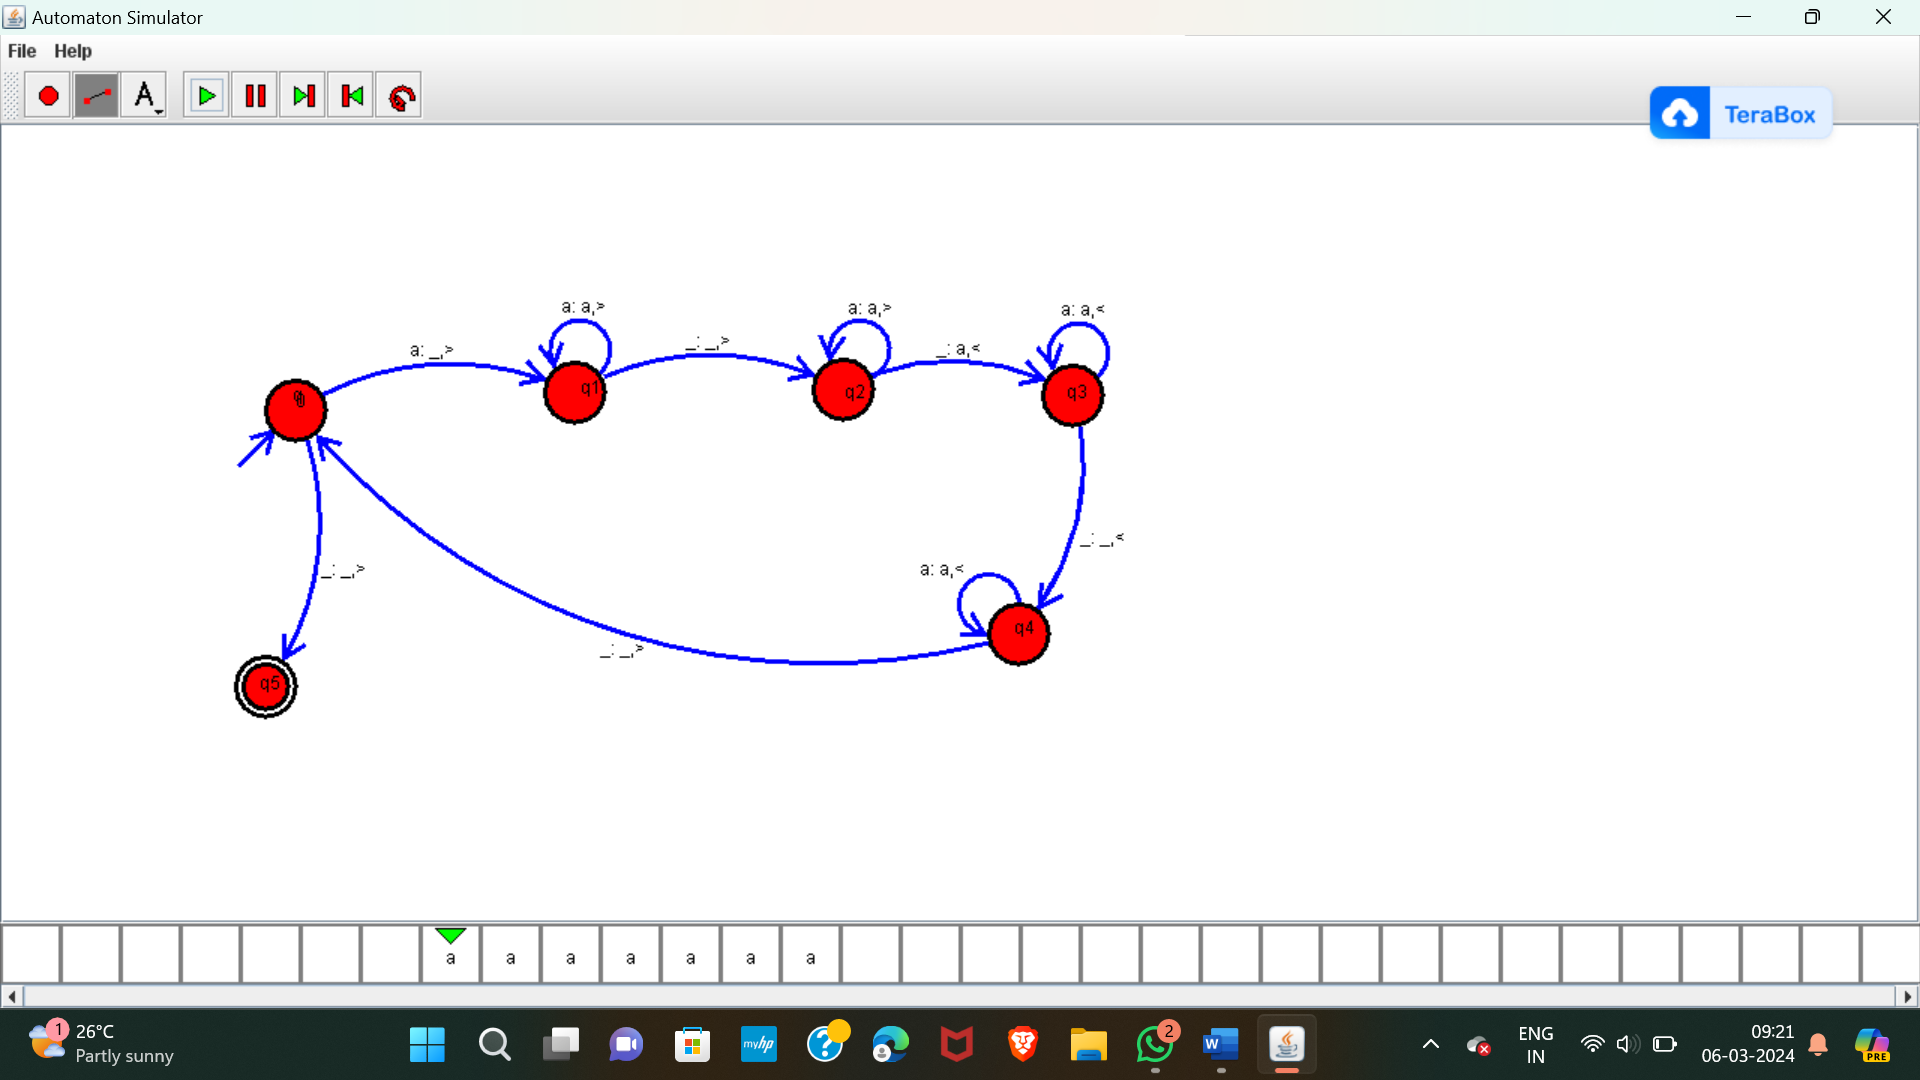 Automaton Simulator
File Help
A
TeraBox
a: a,>
a: a,>
a: a,<
a: _,>
_: _,>
_: a,<
q1
q2
q3
_: _,<
a: a,<
_: _,>
q4
_: _,>
q5
a a a a a a a
1
26°C
Partly sunny
myhp
?
2
W
ENG
IN
09:21
06-03-2024
PRE